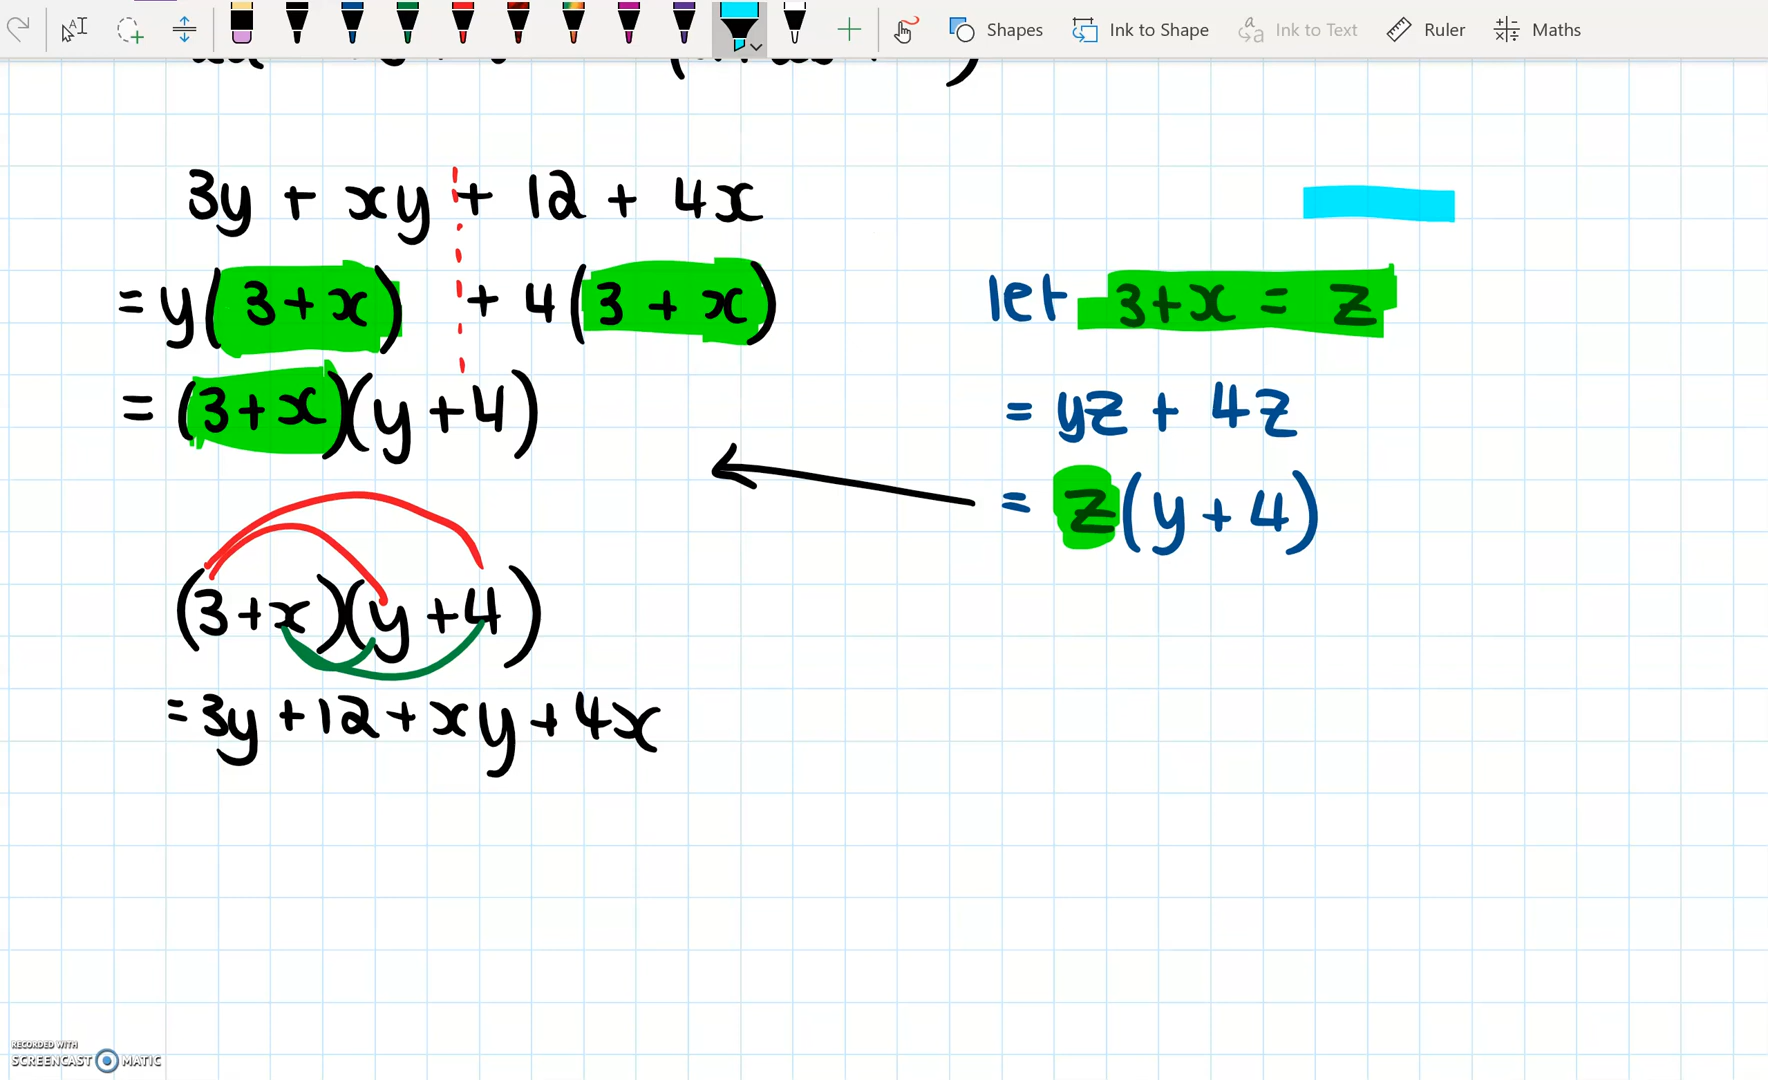 Shapes Ink to Shape Ink to Text Ruler Maths
3y + xy + 12 + 4x
= y(3+x) + 4(3 + x)
= (3+x)(y+4)
(3+x)(y+4)
= 3y+12+xy+4x
let 3+x = z
= yz + 4z
= z(y+4)
RECORDED WITH
SCREENCAST MATIC